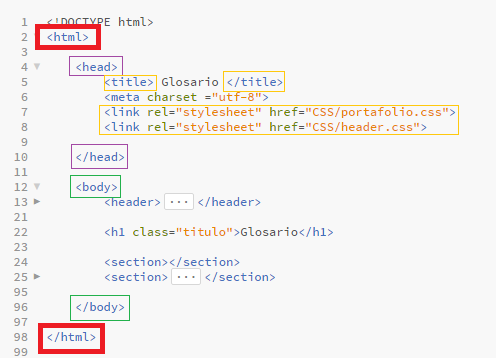 1 <!DOCTYPE html>
2 <html>
3
4 <head>
5 <title> Glosario </title>
6 <meta charset ="utf-8">
7 <link rel="stylesheet" href="CSS/portafolio.css">
8 <link rel="stylesheet" href="CSS/header.css">
9
10 </head>
11
12 <body>
13 <header> ... </header>
21
22 <h1 class="titulo">Glosario</h1>
23
24 <section></section>
25 <section> ... </section>
95
96 </body>
97
98 </html>
99